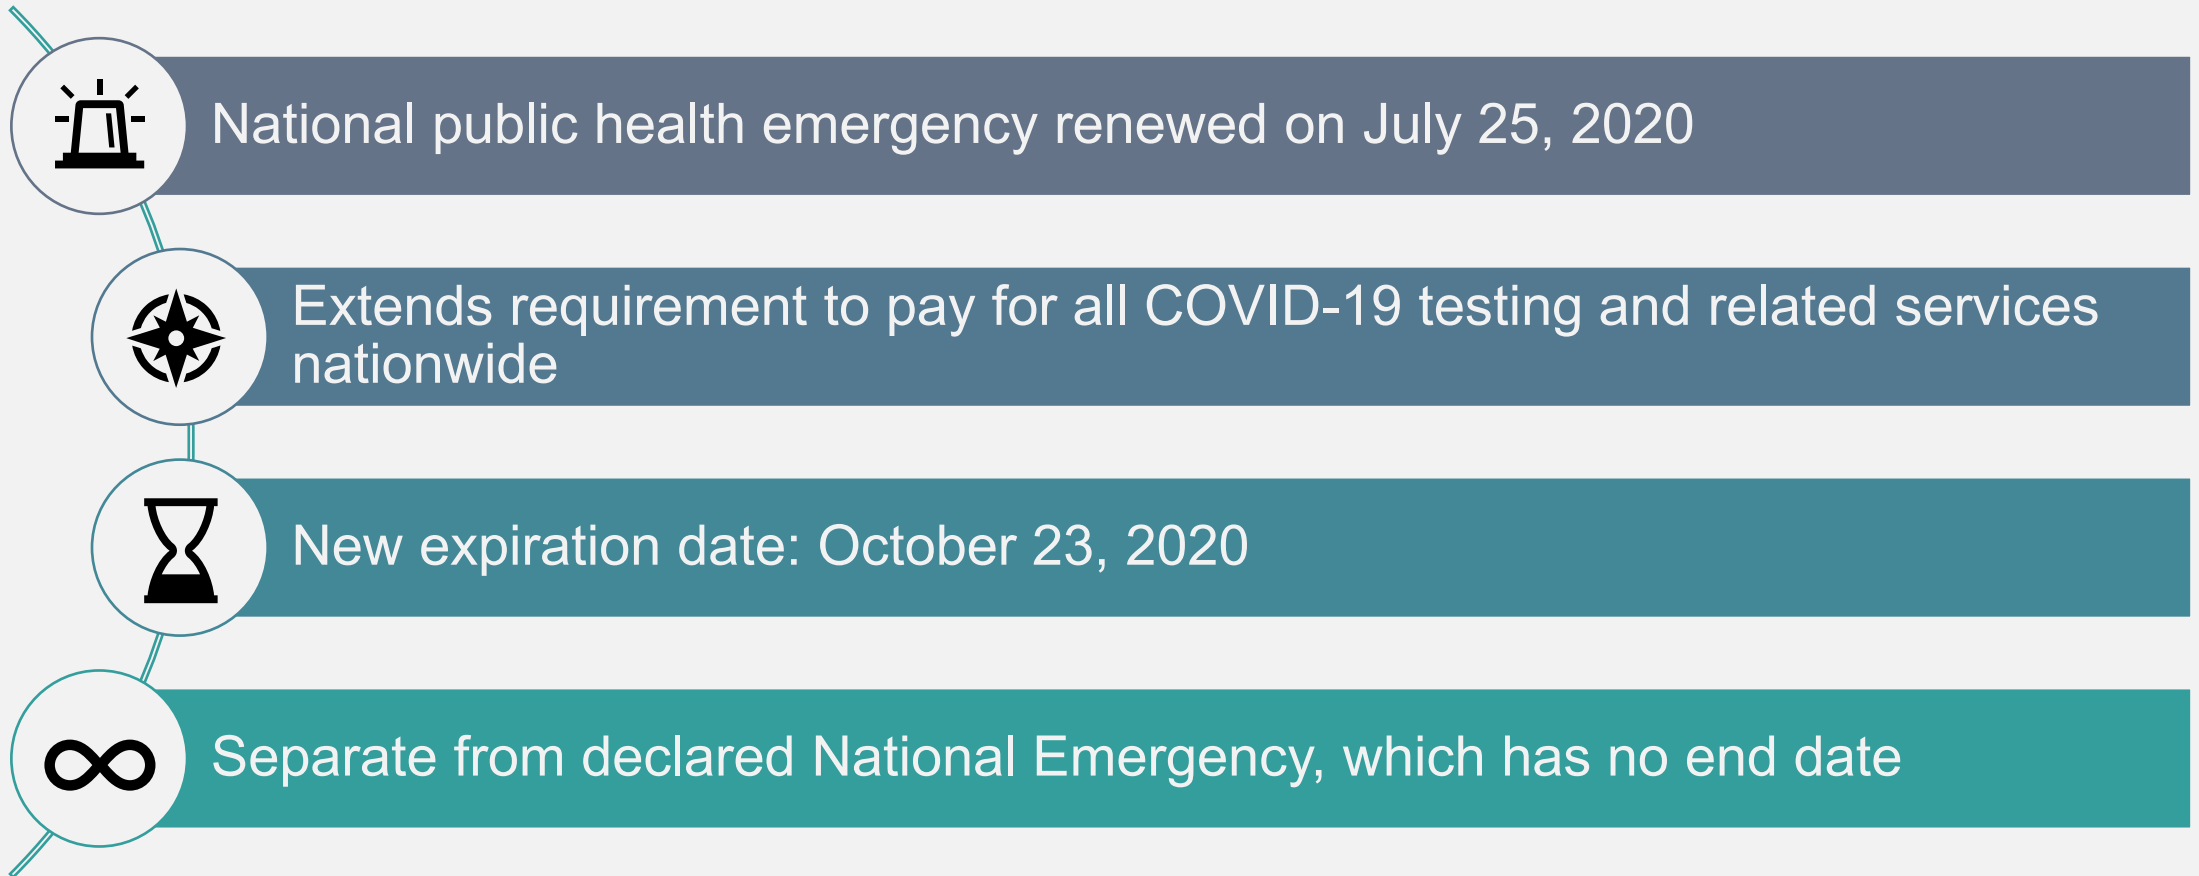 National public health emergency renewed on July 25, 2020
Extends requirement to pay for all COVID-19 testing and related services
nationwide
New expiration date: October 23, 2020
Separate from declared National Emergency, which has no end date